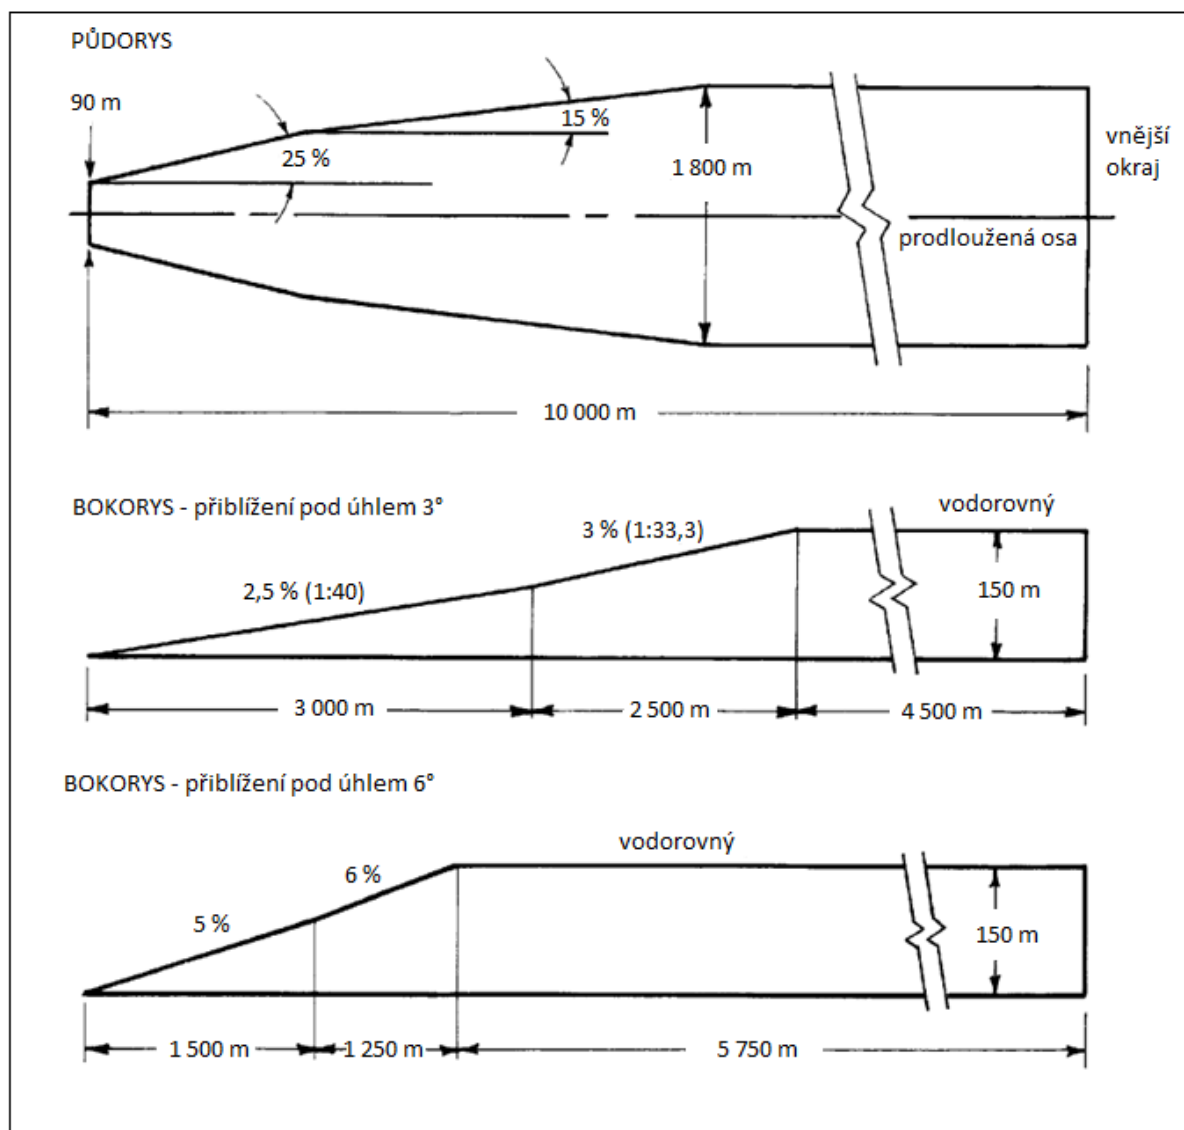 PŮDORYS
90 m
15 %
25 %
1 800 m
vnější
okraj
prodloužená osa
10 000 m
BOKORYS - přiblížení pod úhlem 3°
vodorovný
3 % (1:33,3)
2,5 % (1:40)
150 m
3 000 m
2 500 m
4 500 m
BOKORYS - přiblížení pod úhlem 6°
vodorovný
6 %
5 %
150 m
1 500 m
1 250 m
5 750 m